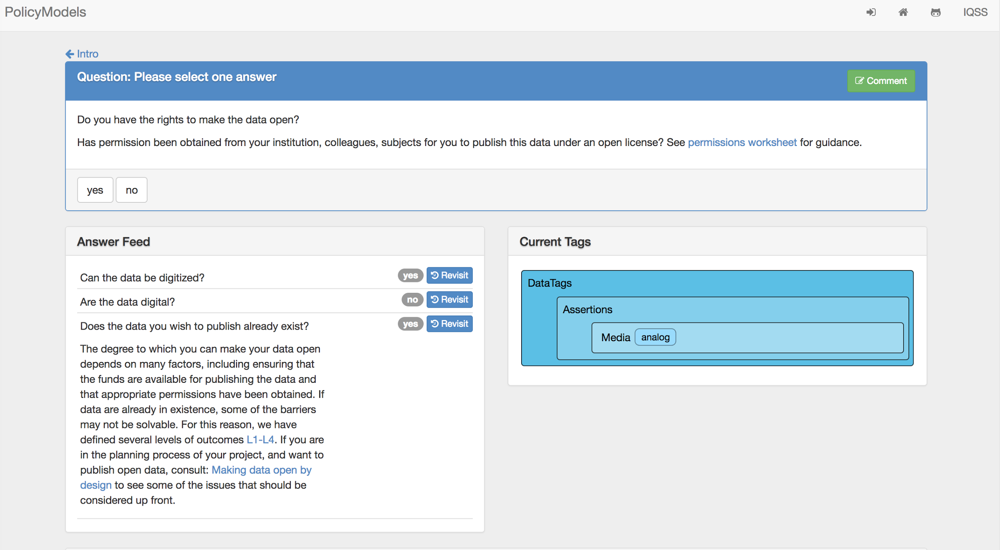 PolicyModels
IQSS
Intro
Question: Please select one answer
Comment
Do you have the rights to make the data open?
Has permission been obtained from your institution, colleagues, subjects for you to publish this data under an open license? See permissions worksheet for guidance.
yes
no
Answer Feed
Can the data be digitized?
yes
Revisit
Are the data digital?
no
Revisit
Does the data you wish to publish already exist?
yes
Revisit
The degree to which you can make your data open
depends on many factors, including ensuring that
the funds are available for publishing the data and
that appropriate permissions have been obtained. If
data are already in existence, some of the barriers
may not be solvable. For this reason, we have
defined several levels of outcomes L1-L4. If you are
in the planning process of your project, and want to
publish open data, consult: Making data open by
design to see some of the issues that should be
considered up front.
Current Tags
DataTags
Assertions
Media analog